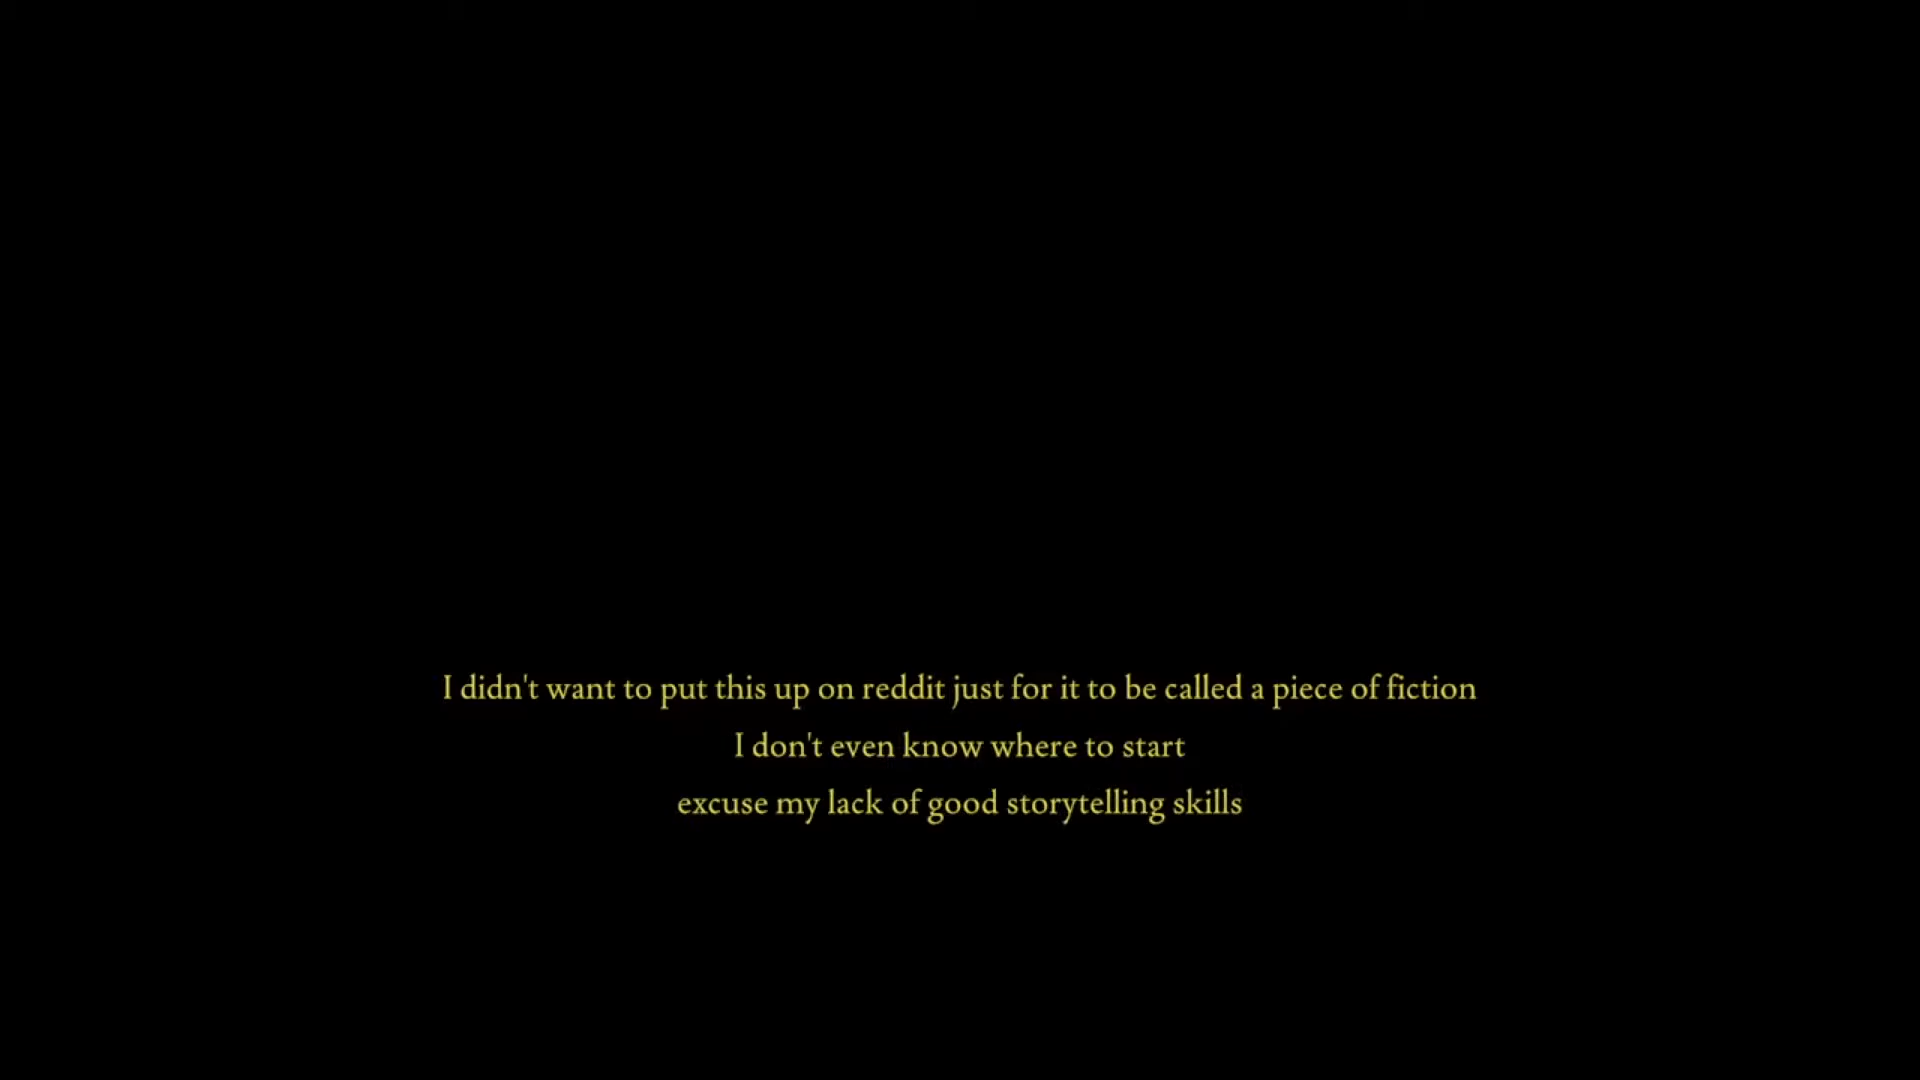 I didn't want to put this up on reddit just for it to be called a piece of fiction
I don't even know where to start
excuse my lack of good storytelling skills